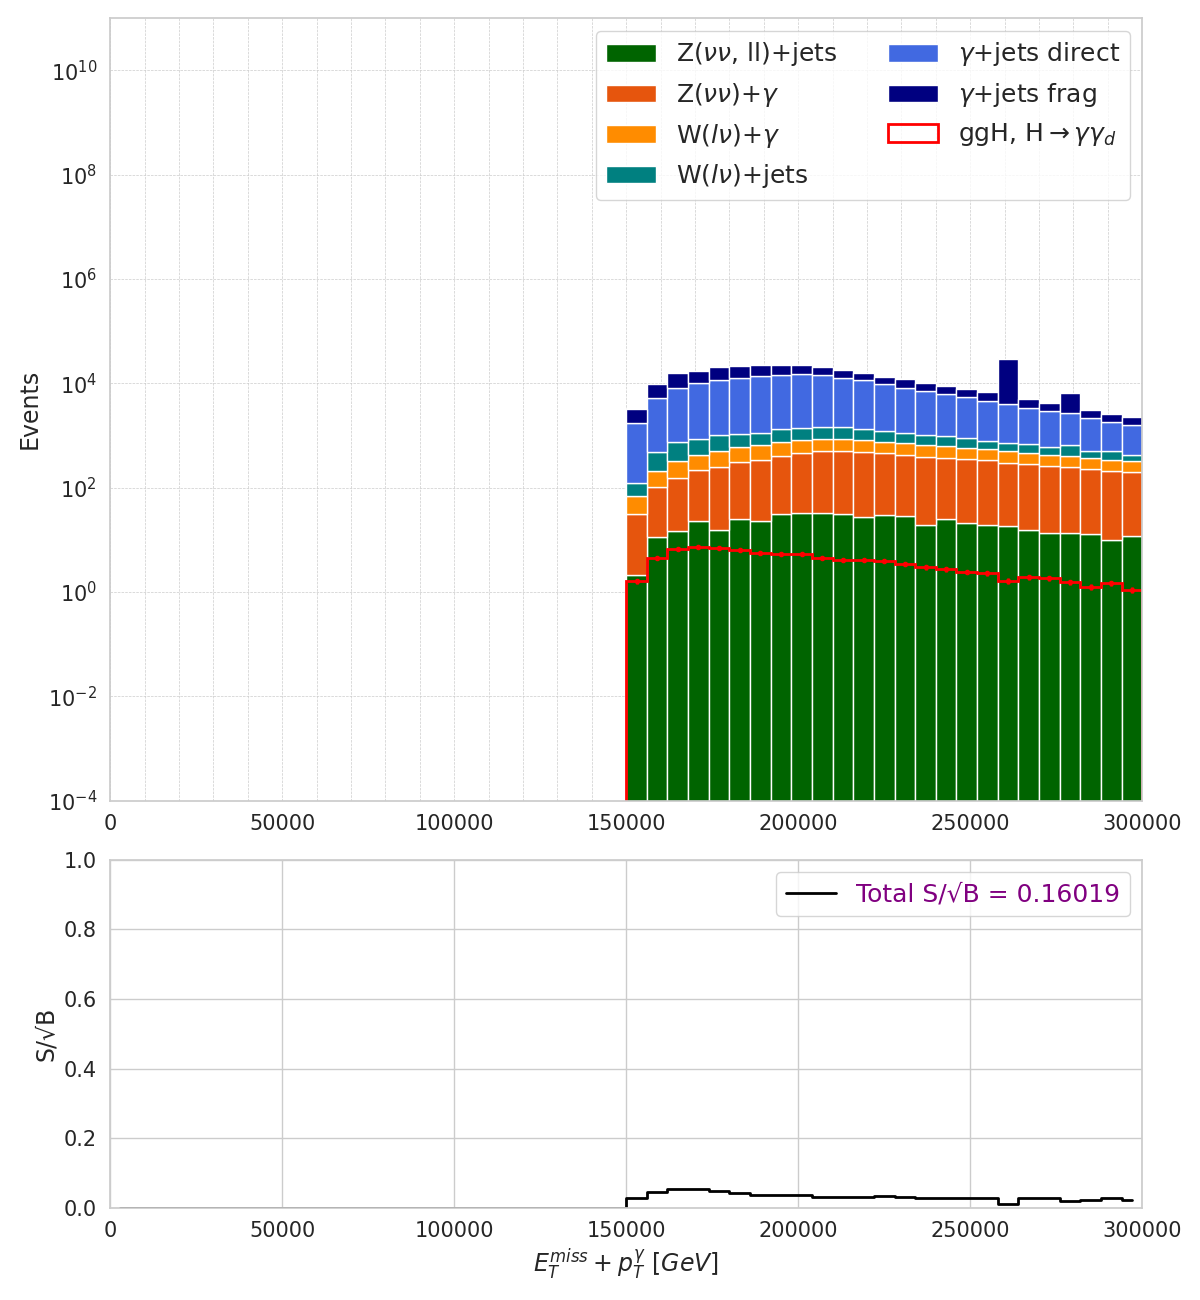 Z(νν, ll)+jets
Z(νν)+γ
W(lν)+γ
W(lν)+jets
γ+jets direct
γ+jets frag
ggH, H→γγ_d
Events
10^10
10^8
10^6
10^4
10^2
10^0
10^−2
10^−4
0 50000 100000 150000 200000 250000 300000
Total S/√B = 0.16019
S/√B
1.0
0.8
0.6
0.4
0.2
0.0
0 50000 100000 150000 200000 250000 300000
E_T^miss + p_T^γ [GeV]